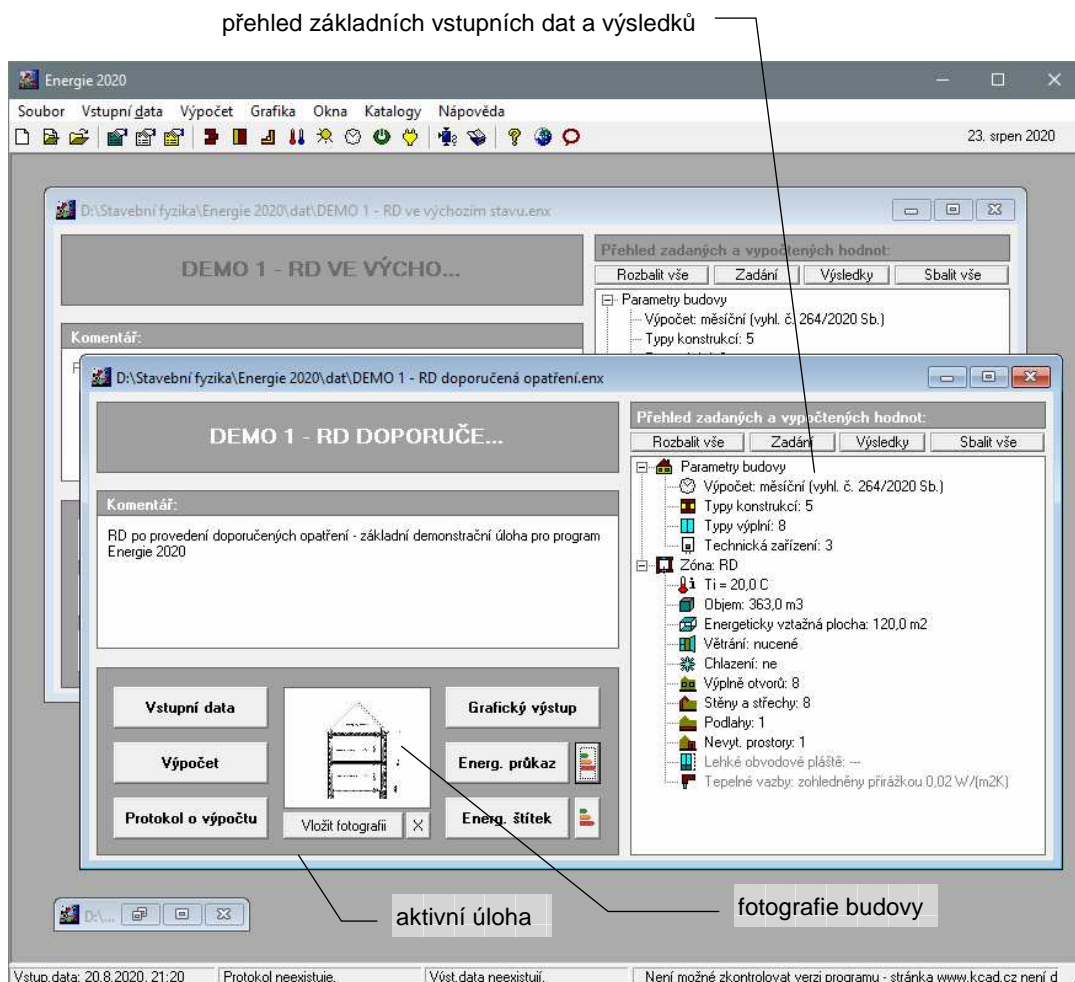 přehled základních vstupních dat a výsledků
Energie 2020
Soubor Vstupní data Výpočet Grafika Okna Katalogy Nápověda
23. srpen 2020
D:\Stavební fyzika\Energie 2020\dat\DEMO 1 - RD ve výchozím stavu.enx
DEMO 1 - RD VE VÝCHO...
Přehled zadaných a vypočtených hodnot:
Rozbalit vše Zadání Výsledky Sbalit vše
Parametry budovy
Výpočet: měsíční (vyhl. č. 264/2020 Sb.)
Typy konstrukcí: 5
Komentář:
D:\Stavební fyzika\Energie 2020\dat\DEMO 1 - RD doporučená opatření.enx
DEMO 1 - RD DOPORUČE...
Komentář:
RD po provedení doporučených opatření - základní demonstrační úloha pro program
Energie 2020
Přehled zadaných a vypočtených hodnot:
Rozbalit vše Zadání Výsledky Sbalit vše
Parametry budovy
Výpočet: měsíční (vyhl. č. 264/2020 Sb.)
Typy konstrukcí: 5
Typy výplní: 8
Technická zařízení: 3
Zóna: RD
Ti = 20,0 C
Objem: 363,0 m3
Energeticky vztažná plocha: 120,0 m2
Větrání: nucené
Chlazení: ne
Výplně otvorů: 8
Stěny a střechy: 8
Podlahy: 1
Nevyt. prostory: 1
Lehké obvodové pláště: ---
Tepelné vazby: zohledněny přirážkou 0,02 W/(m2K)
Vstupní data
Výpočet
Protokol o výpočtu
Vložit fotografii X
Grafický výstup
Energ. průkaz
Energ. štítek
D:\...
aktivní úloha
fotografie budovy
Vstup.data: 20.8.2020, 21:20 Protokol neexistuje. Výst.data neexistují. Není možné zkontrolovat verzi programu - stránka www.kcad.cz není d